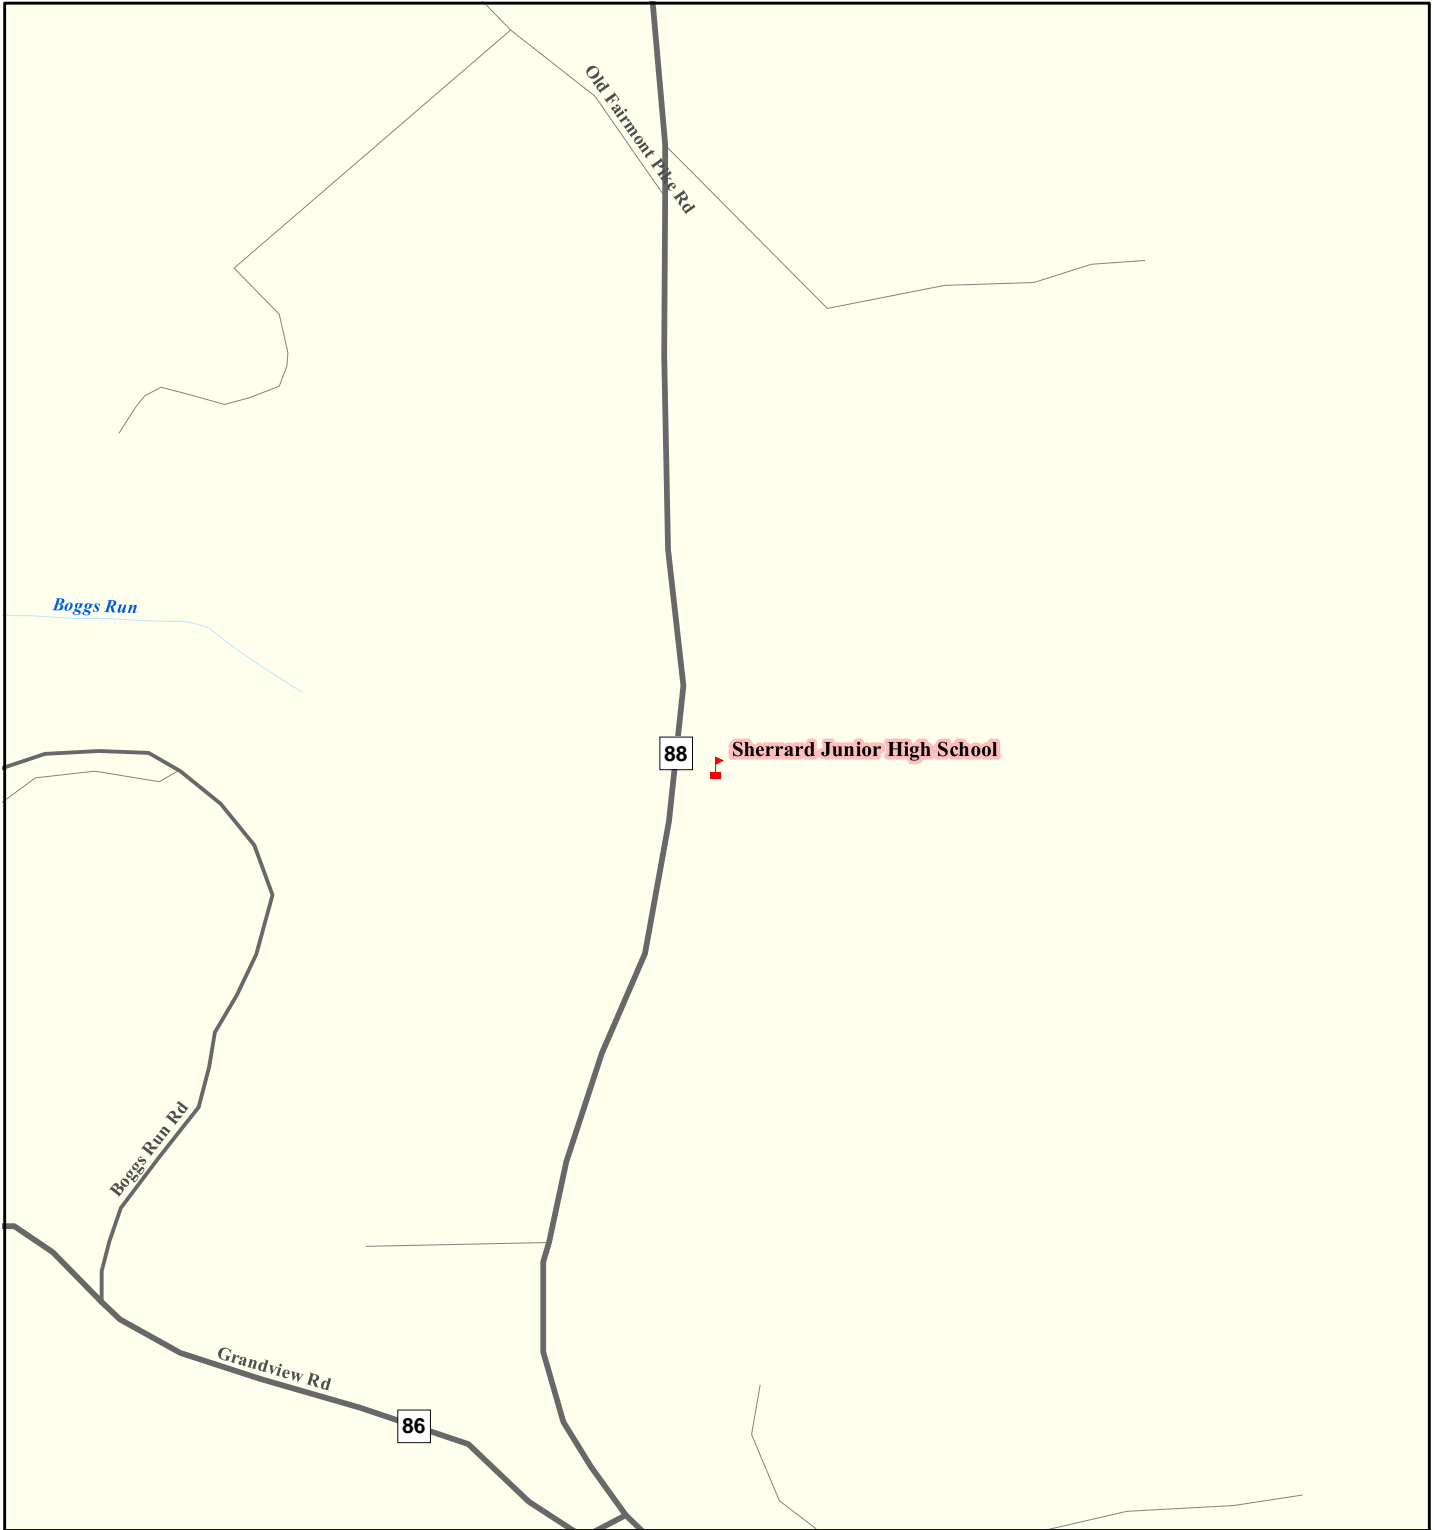 Old Fairmont Pike Rd
Boggs Run
88
Sherrard Junior High School
Boggs Run Rd
Grandview Rd
86